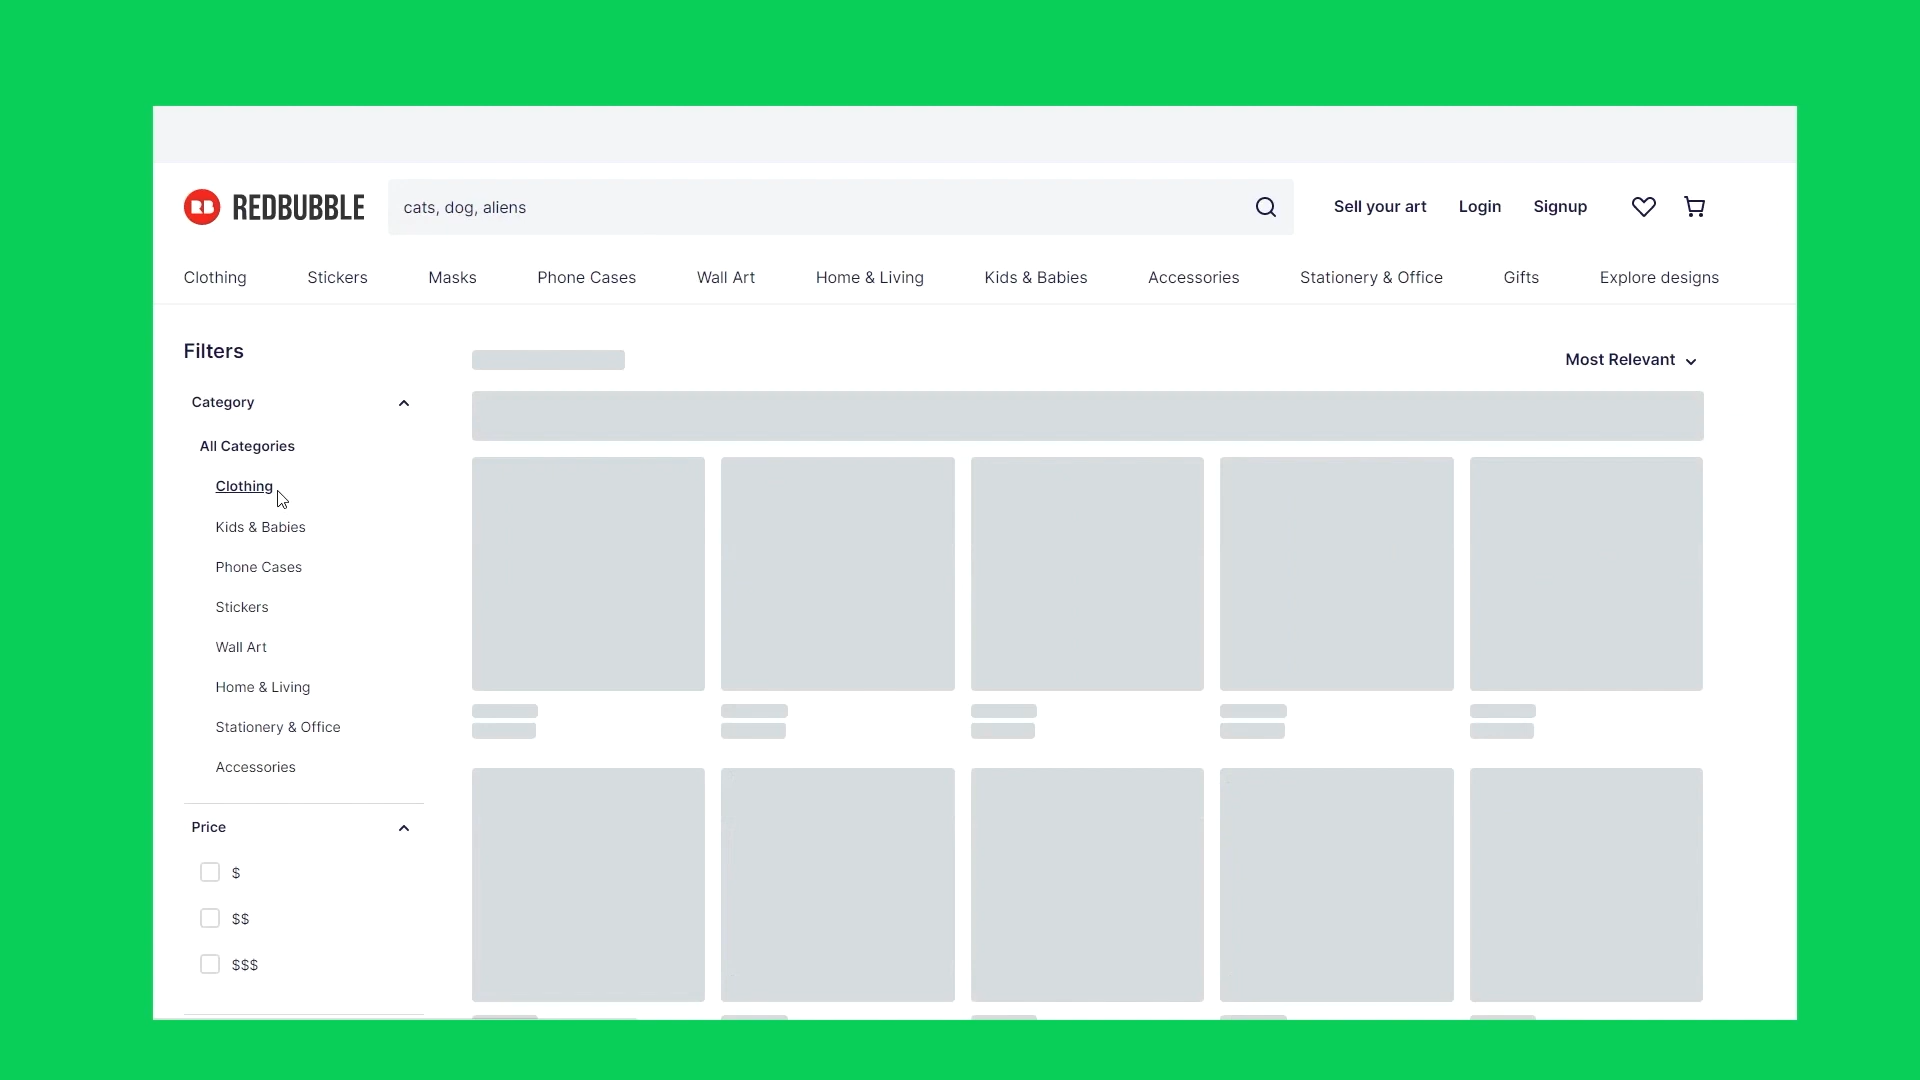 RB REDBUBBLE
cats, dog, aliens
Sell your art Login Signup
Clothing Stickers Masks Phone Cases Wall Art Home & Living Kids & Babies Accessories Stationery & Office Gifts Explore designs
Filters
Most Relevant
Category
All Categories
Clothing
Kids & Babies
Phone Cases
Stickers
Wall Art
Home & Living
Stationery & Office
Accessories
Price
$
$$
$$$